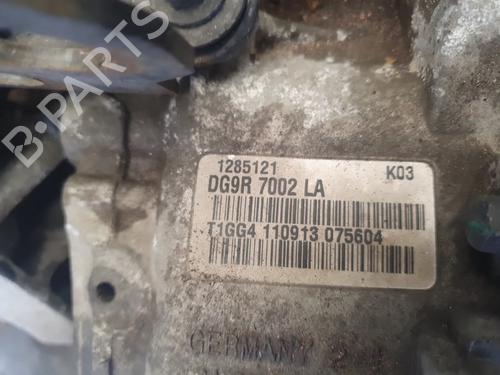 B-PARTS
1285121 K03
DG9R 7002 LA
T1GG4 110913 075604
GERMANY